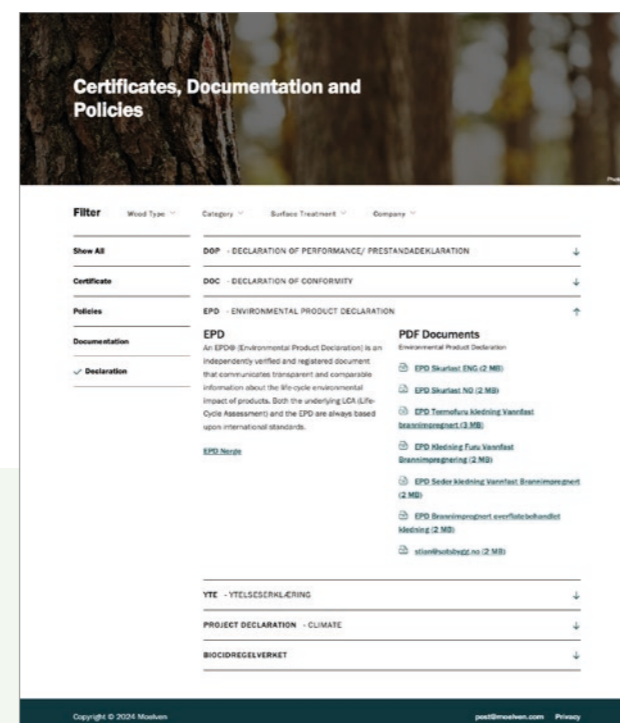 Certificates, Documentation and
Policies
Filter
Wood Type
Category
Surface Treatment
Company
Show All
Certificate
Policies
Documentation
Declaration
DOP - DECLARATION OF PERFORMANCE/ PRESTANDADEKLARATION
DOC - DECLARATION OF CONFORMITY
EPD - ENVIRONMENTAL PRODUCT DECLARATION
EPD
An EPD® (Environmental Product Declaration) is an
independently verified and registered document
that communicates transparent and comparable
information about the life-cycle environmental
impact of products. Both the underlying LCA (Life-
Cycle Assessment) and the EPD are always based
upon international standards.
EPD Norge
PDF Documents
Environmental Product Declaration
EPD Skurlast ENG (2 MB)
EPD Skurlast NO (2 MB)
EPD Termofuru kledning Vannfast
brannimpregnert (3 MB)
EPD Kledning Furu Vannfast
Brannimpregnering (2 MB)
EPD Seder kledning Vannfast Brannimpregnert
(2 MB)
EPD Brannimpregnert overflatebehandlet
kledning (2 MB)
(2 MB)
YTE - YTELSESERKLÆRING
PROJECT DECLARATION - CLIMATE
BIOCIDREGELVERKET
Copyright © 2024 Moelven
post@moelven.com Privacy